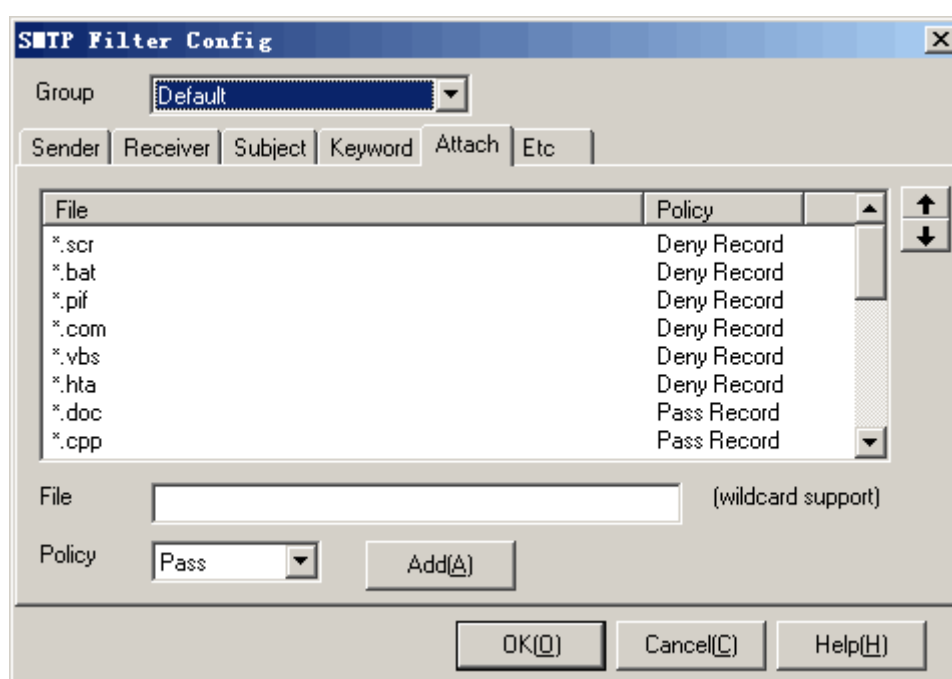 SMTP Filter Config
Group Default
Sender Receiver Subject Keyword Attach Etc
File Policy
*.scr Deny Record
*.bat Deny Record
*.pif Deny Record
*.com Deny Record
*.vbs Deny Record
*.hta Deny Record
*.doc Pass Record
*.cpp Pass Record
File (wildcard support)
Policy Pass Add(A)
OK(O) Cancel(C) Help(H)